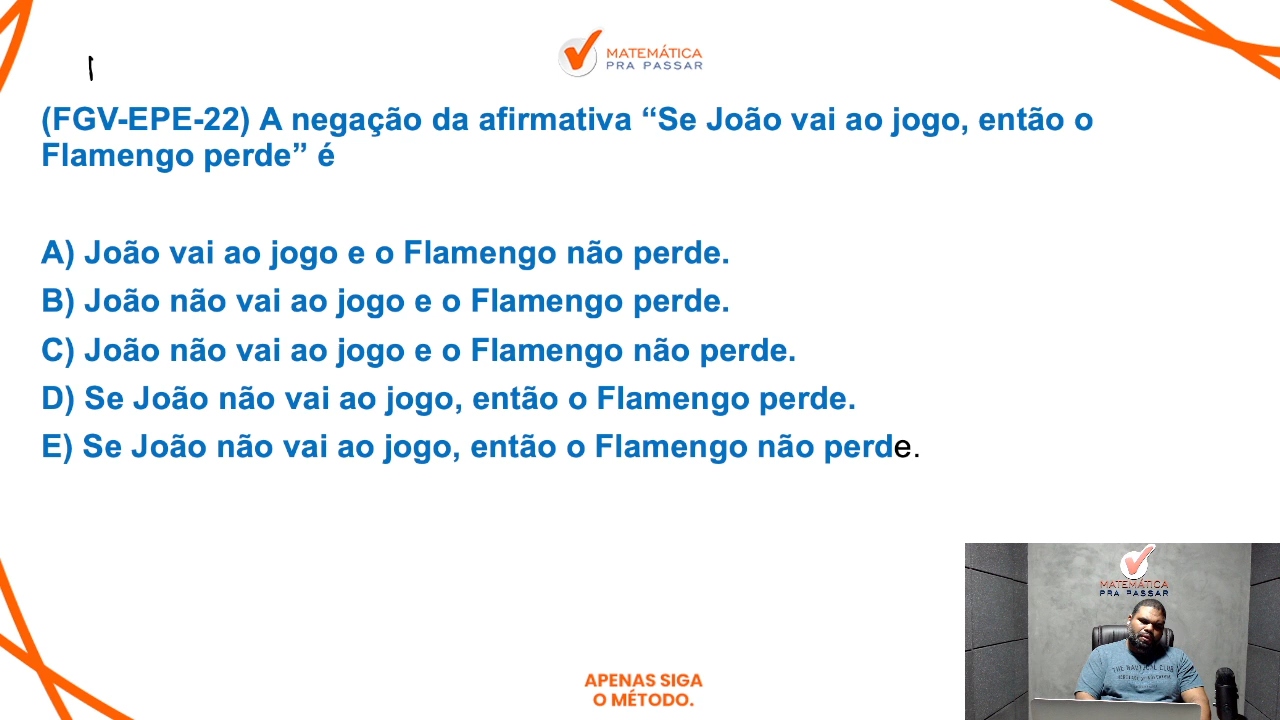 MATEMÁTICA
PRA PASSAR
(FGV-EPE-22) A negação da afirmativa “Se João vai ao jogo, então o
Flamengo perde” é
A) João vai ao jogo e o Flamengo não perde.
B) João não vai ao jogo e o Flamengo perde.
C) João não vai ao jogo e o Flamengo não perde.
D) Se João não vai ao jogo, então o Flamengo perde.
E) Se João não vai ao jogo, então o Flamengo não perde.
MATEMÁTICA
PRA PASSAR
THE NAUTICAL CLUB
APENAS SIGA
O MÉTODO.